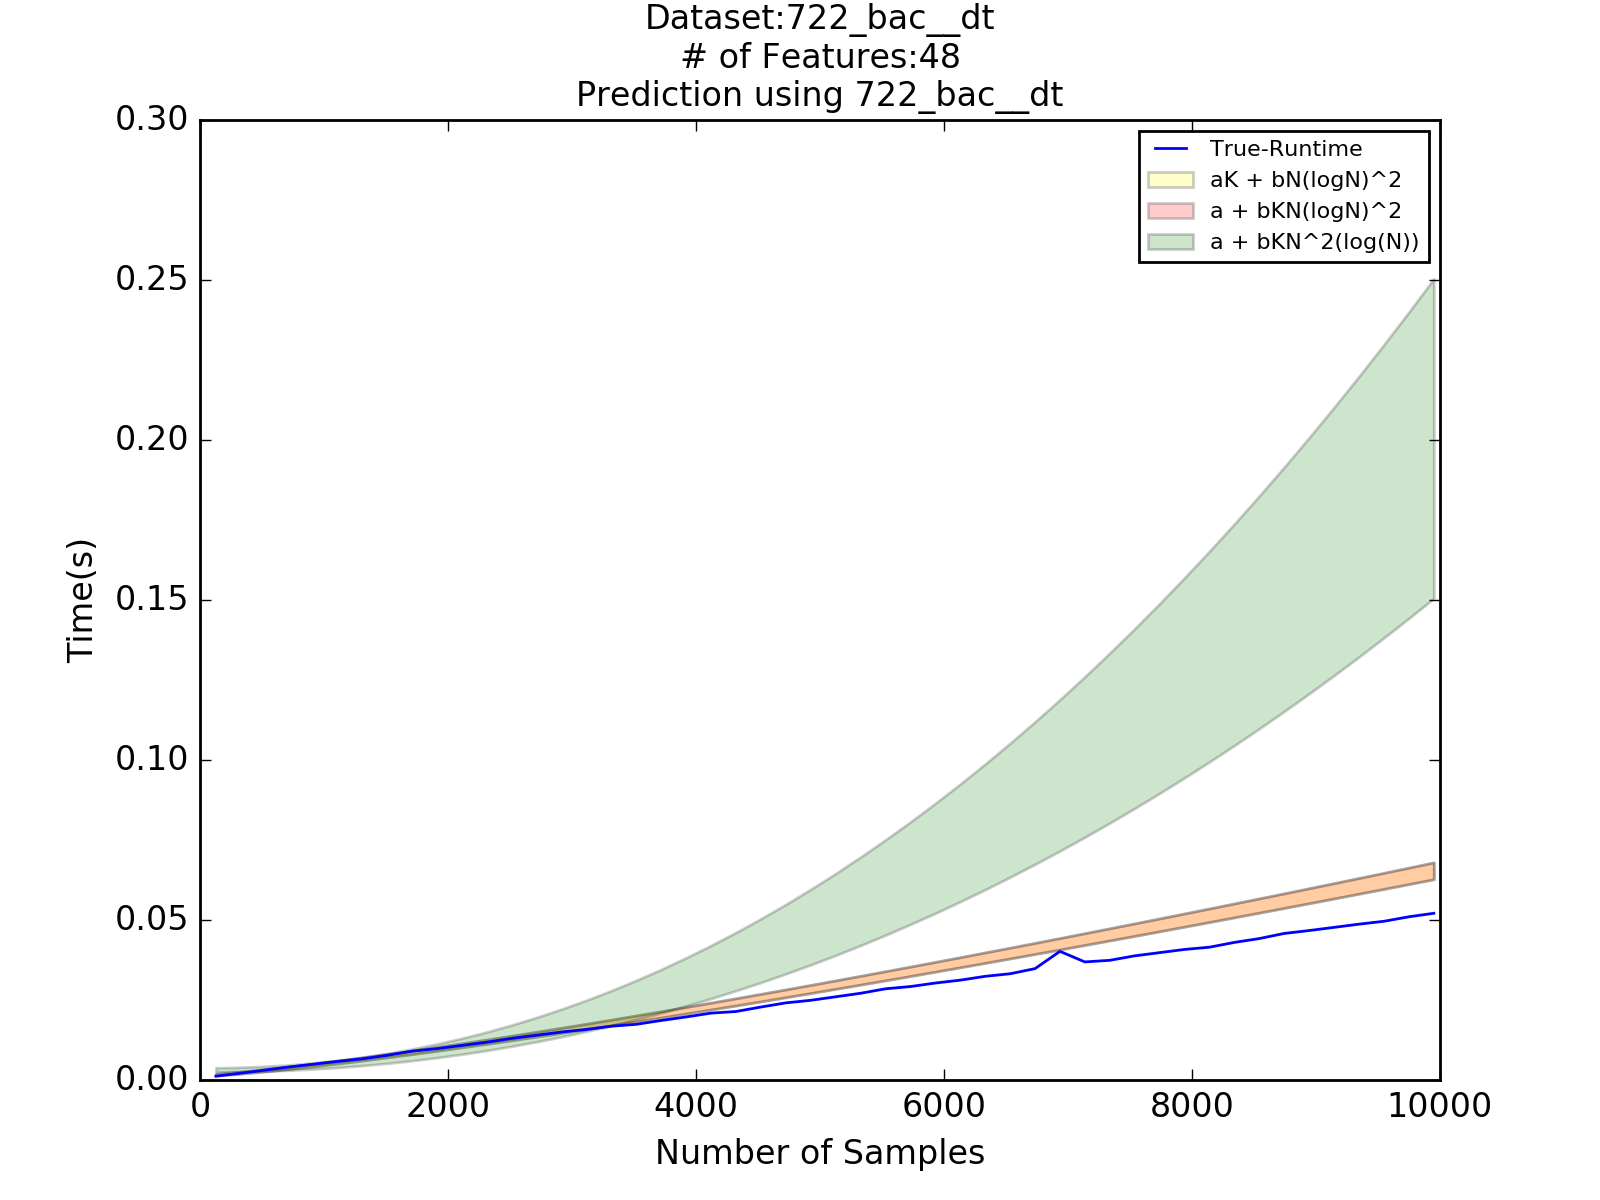 Dataset:722_bac__dt
# of Features:48
Prediction using 722_bac__dt
0.30
0.25
0.20
0.15
0.10
0.05
0.00
Time(s)
True-Runtime
aK + bN(logN)^2
a + bKN(logN)^2
a + bKN^2(log(N))
0 2000 4000 6000 8000 10000
Number of Samples